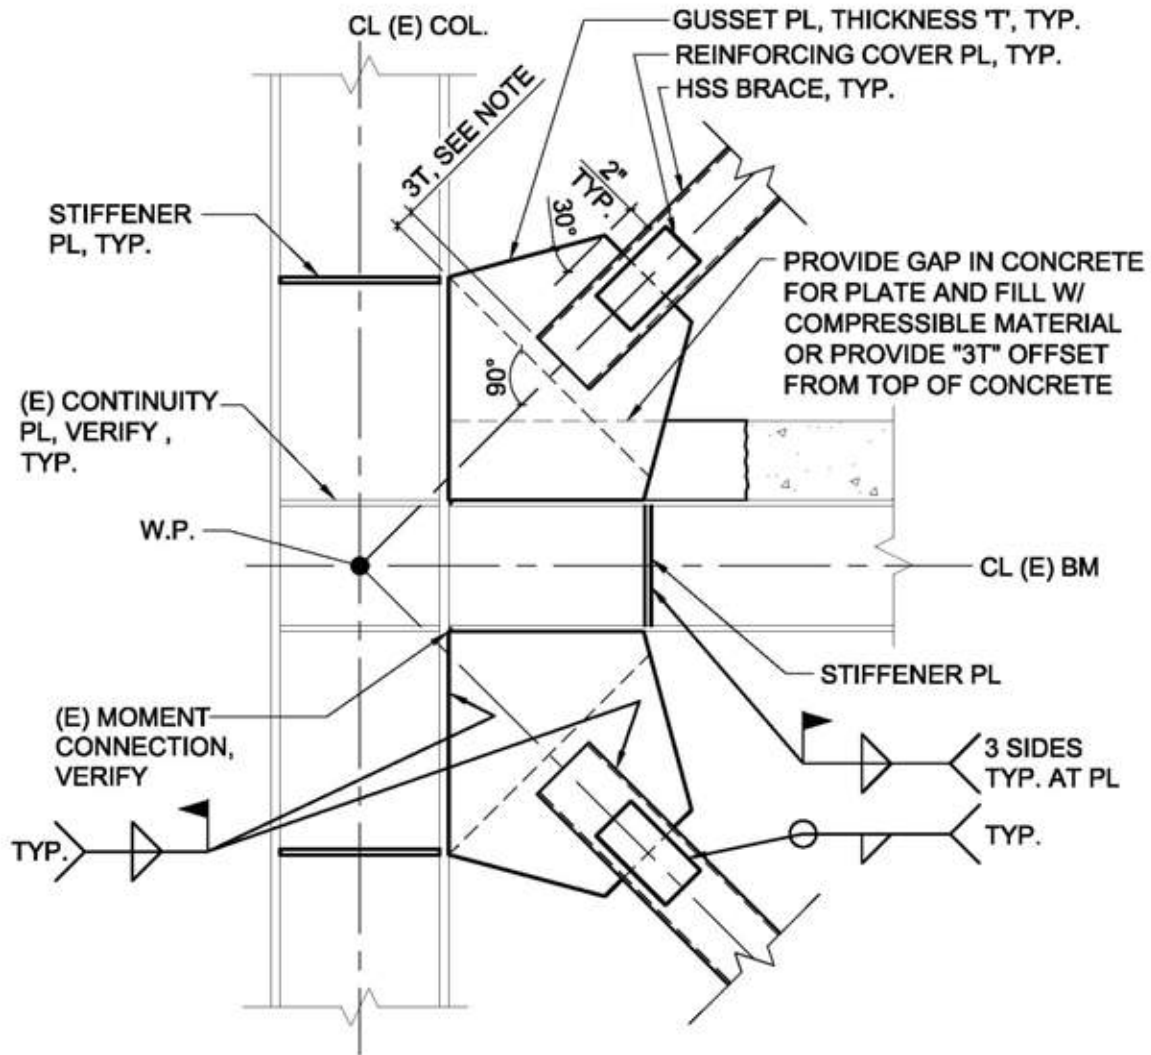 CL (E) COL.
GUSSET PL, THICKNESS 'T', TYP.
REINFORCING COVER PL, TYP.
HSS BRACE, TYP.
3T, SEE NOTE
2"
TYP.
30°
STIFFENER
PL, TYP.
PROVIDE GAP IN CONCRETE
FOR PLATE AND FILL W/
COMPRESSIBLE MATERIAL
OR PROVIDE "3T" OFFSET
FROM TOP OF CONCRETE
90°
(E) CONTINUITY
PL, VERIFY ,
TYP.
W.P.
CL (E) BM
STIFFENER PL
(E) MOMENT
CONNECTION,
VERIFY
3 SIDES
TYP. AT PL
TYP.
TYP.